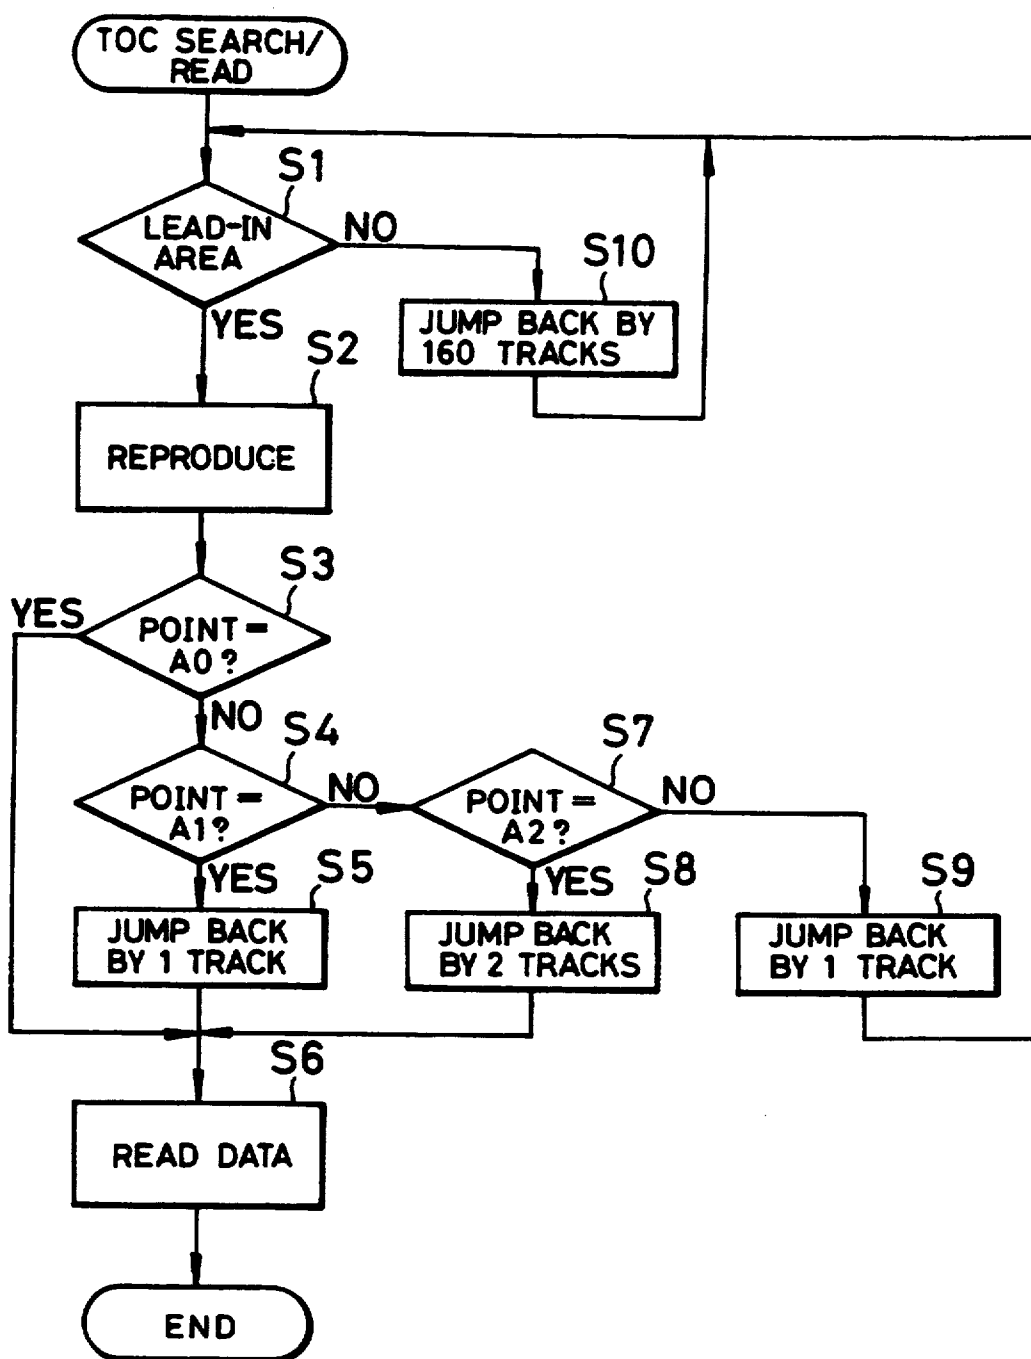 TOC SEARCH/
READ
S1
LEAD-IN
AREA
NO
YES
S10
JUMP BACK BY
160 TRACKS
S2
REPRODUCE
S3
YES
POINT=
A0?
NO
S4
POINT=
A1?
NO
YES
S7
POINT=
A2?
NO
YES
S5
JUMP BACK
BY 1 TRACK
S8
JUMP BACK
BY 2 TRACKS
S9
JUMP BACK
BY 1 TRACK
S6
READ DATA
END